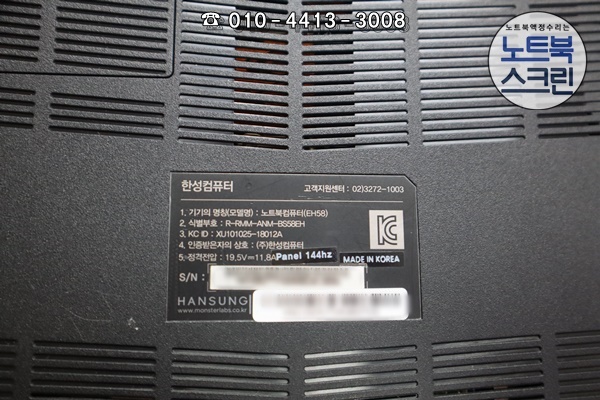 ☎ 010-4413-3008
노트북액정수리는
노트북
스크린
한성컴퓨터
고객지원센터 : 02)3272-1003
1. 기기의 명칭(모델명) : 노트북컴퓨터(EH58)
2. 식별부호 : R-RMM-ANM-BS58EH
3. KC ID : XU101025-18012A
4. 인증받은자의 상호 : (주)한성컴퓨터
5. 정격전압 : 19.5V=11.8A Panel 144hz
MADE IN KOREA
S/N :
HANSUNG
www.monsterlabs.co.kr